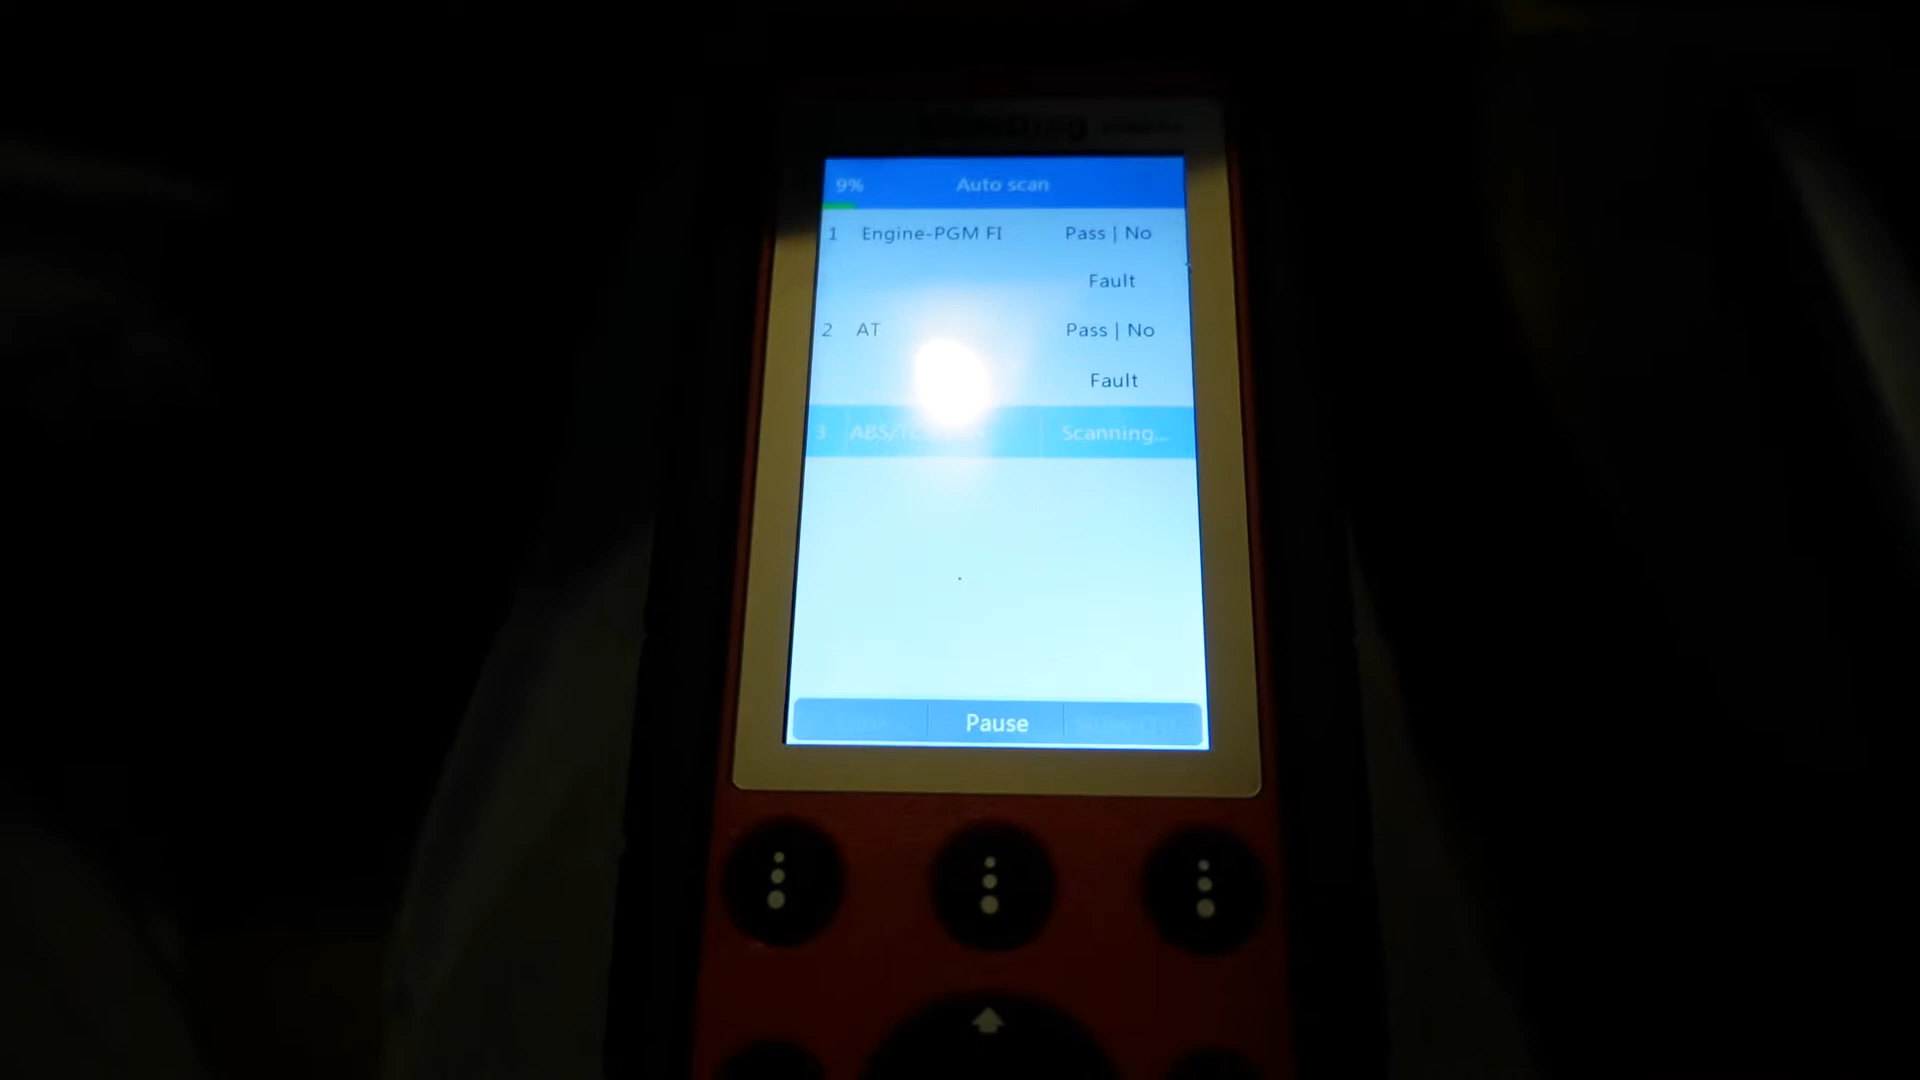 9% Auto scan
1 Engine-PGM FI Pass | No
Fault
2 AT Pass | No
Fault
3 Scanning...
Pause